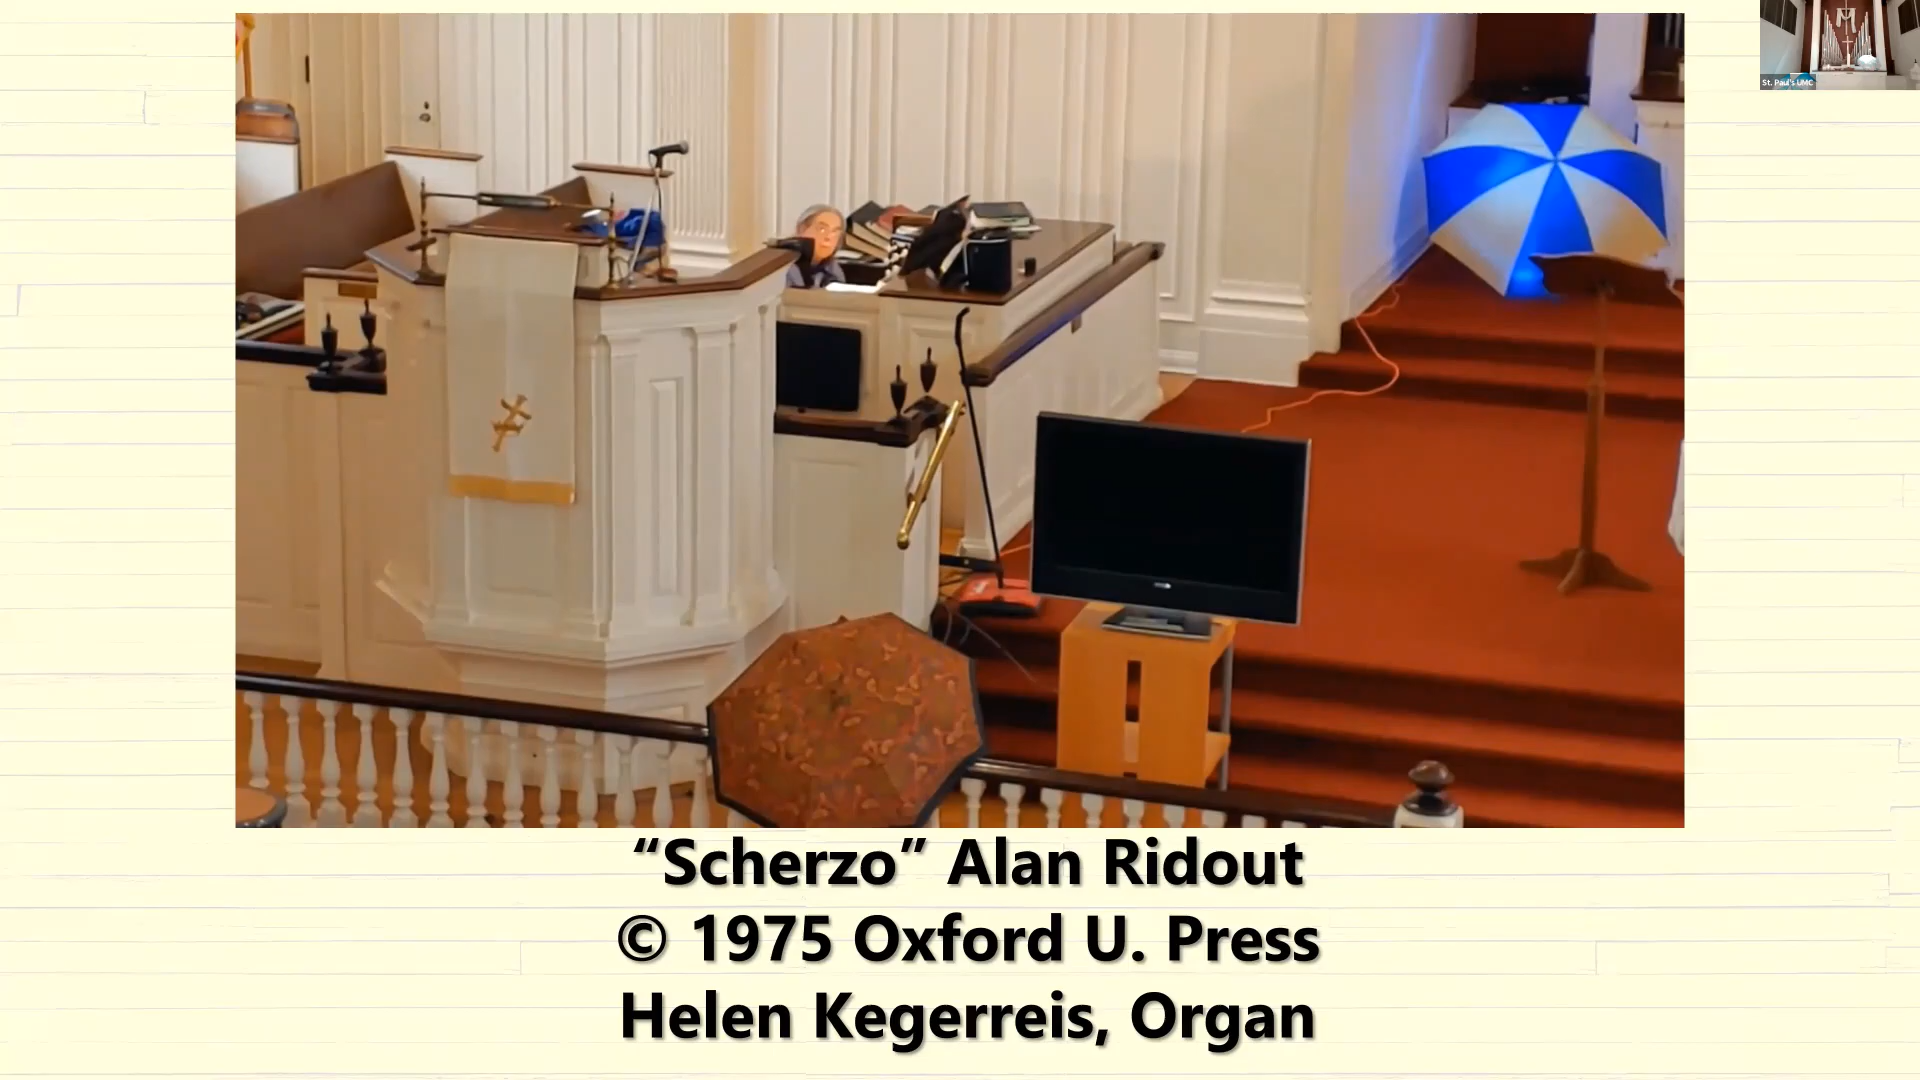 St. Paul's UMC
“Scherzo” Alan Ridout
© 1975 Oxford U. Press
Helen Kegerreis, Organ